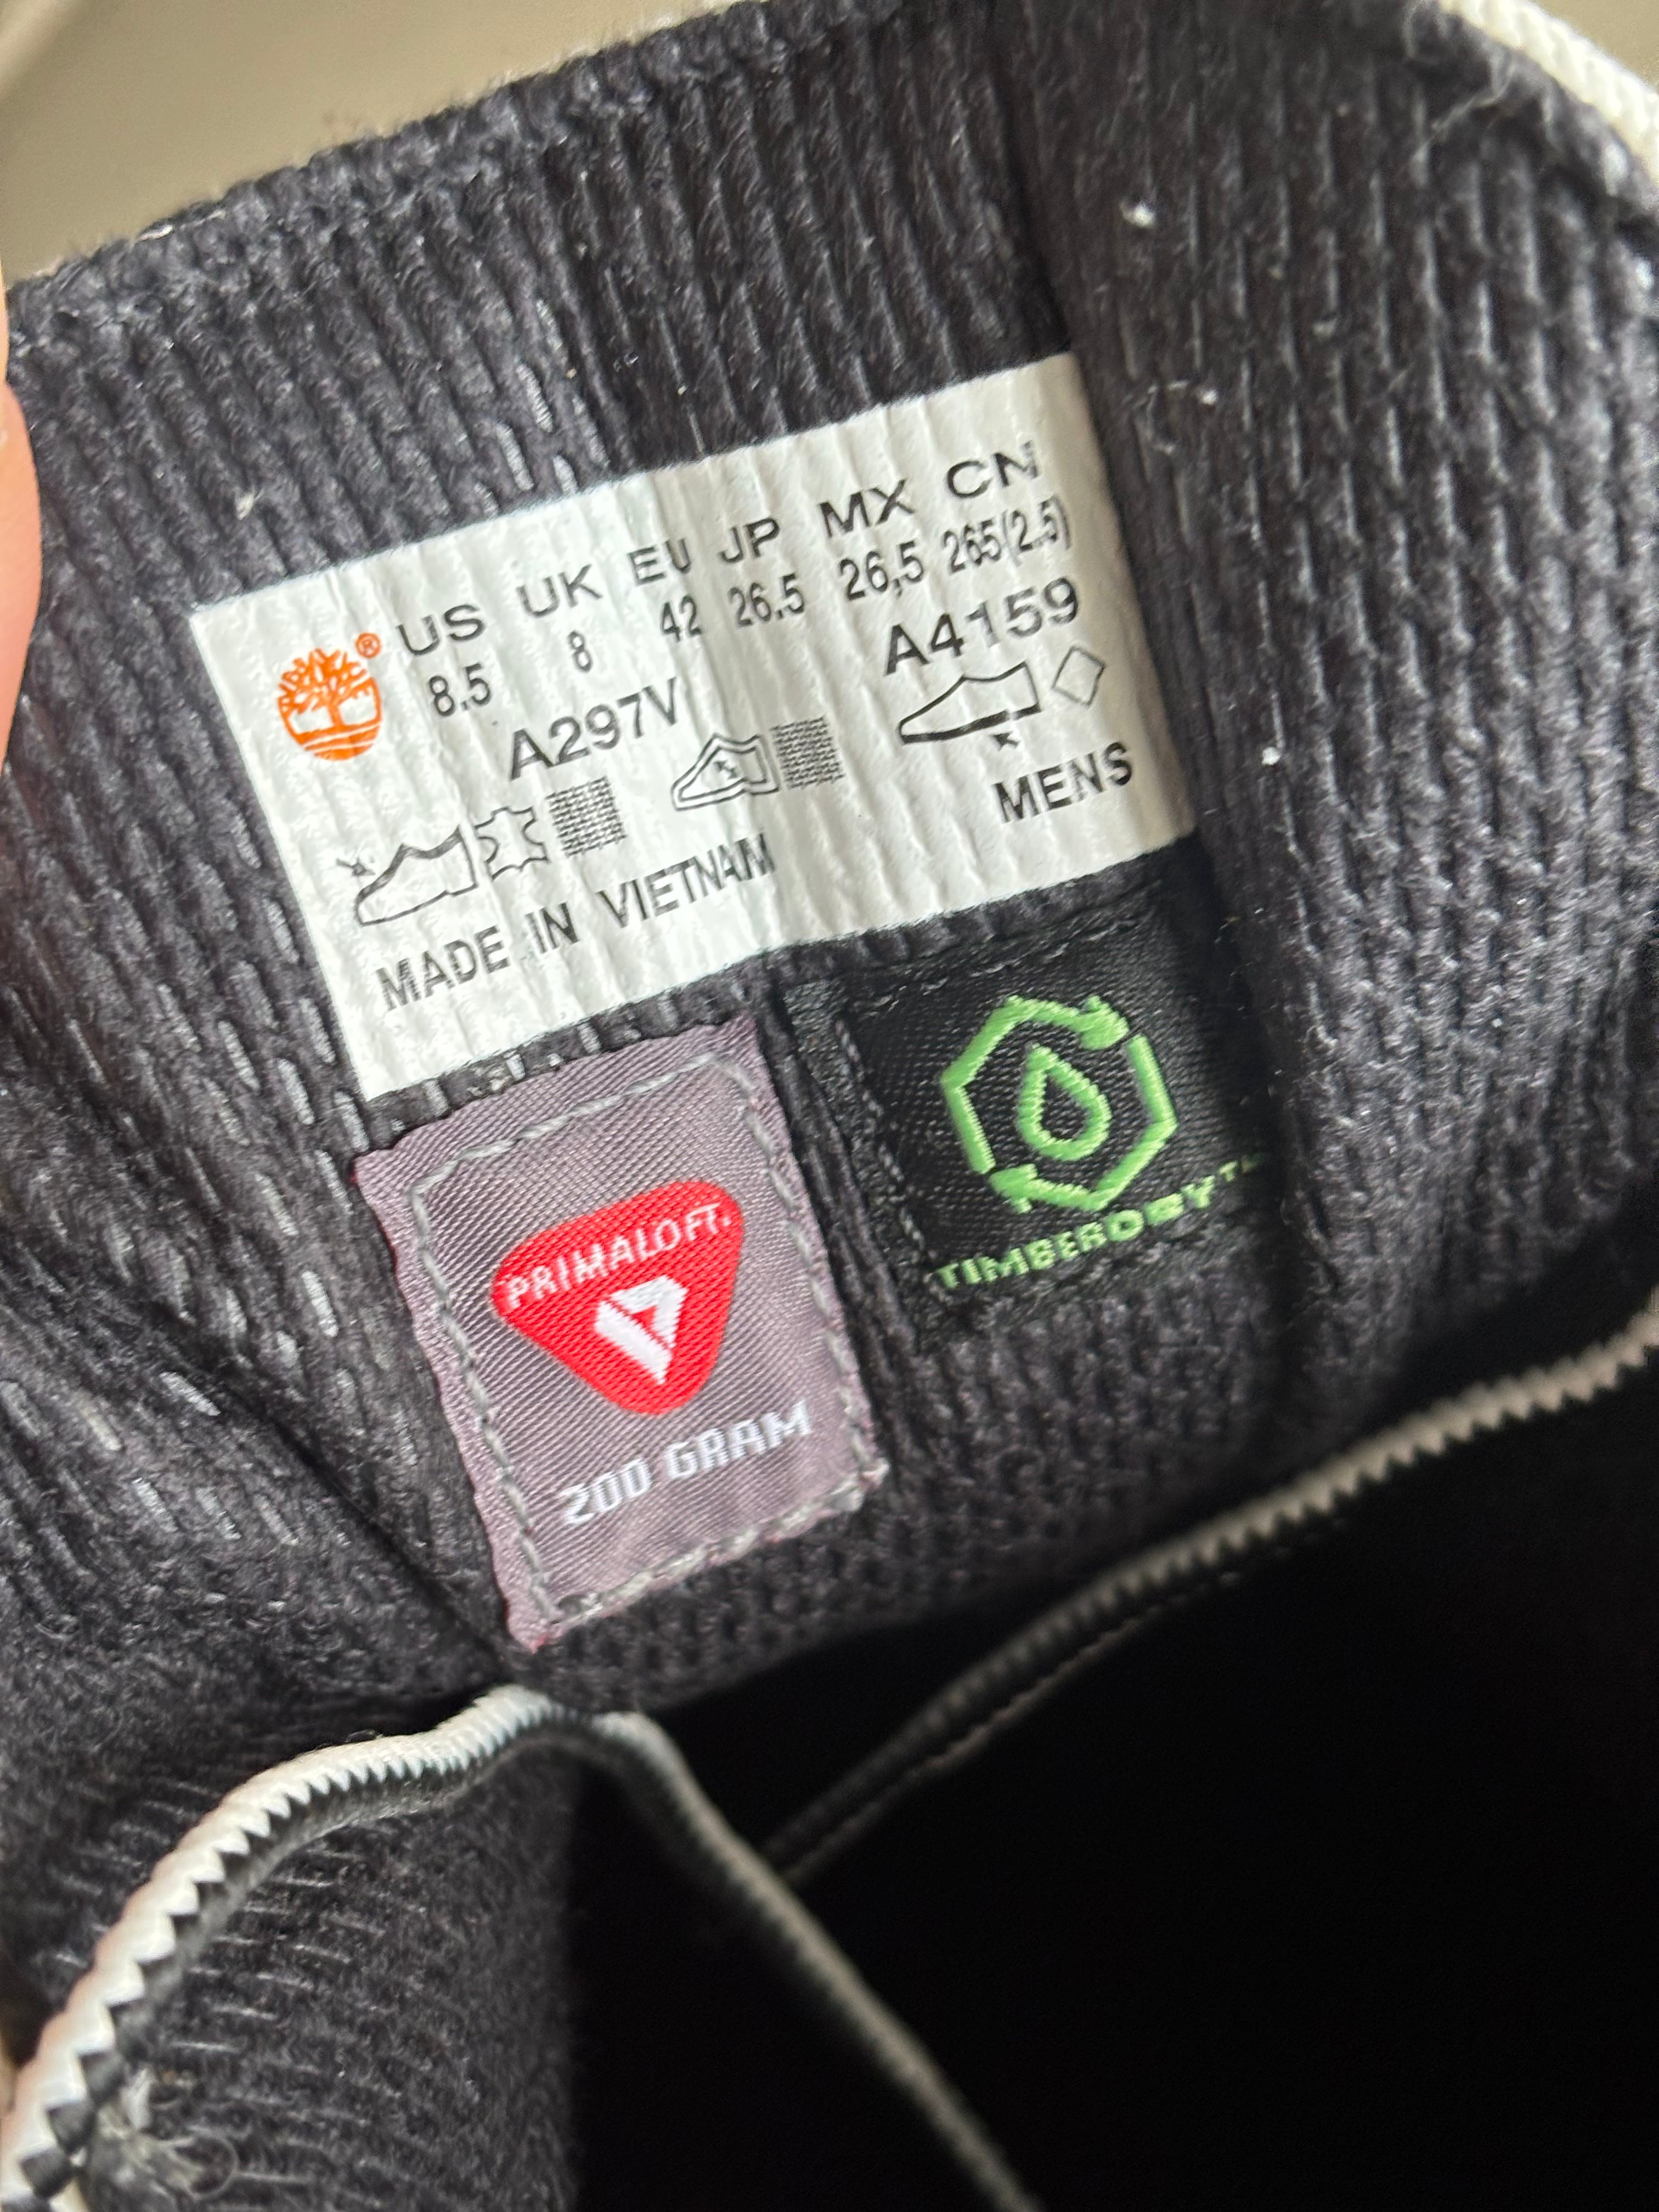 ® US UK EU JP MX CN
8.5 8 42 26.5 26,5 265(2.5)
A297V A4159
MENS
MADE IN VIETNAM
PRIMALOFT.
200 GRAM
TIMBERDRY™